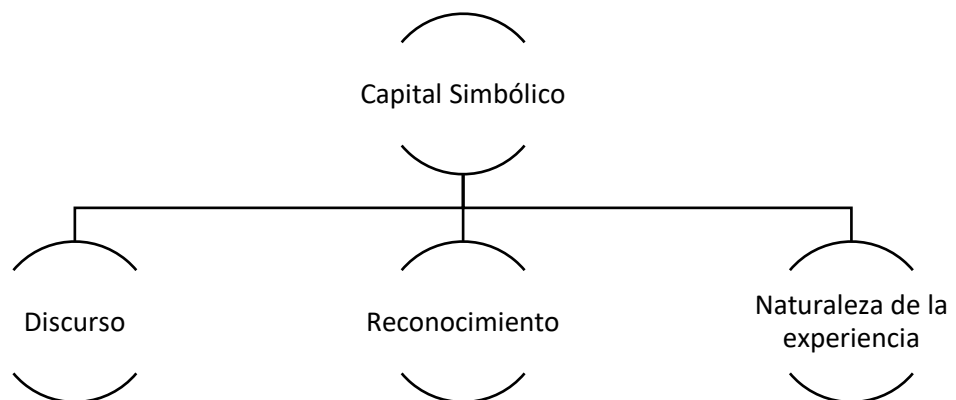 Capital Simbólico
Discurso
Reconocimiento
Naturaleza de la
experiencia